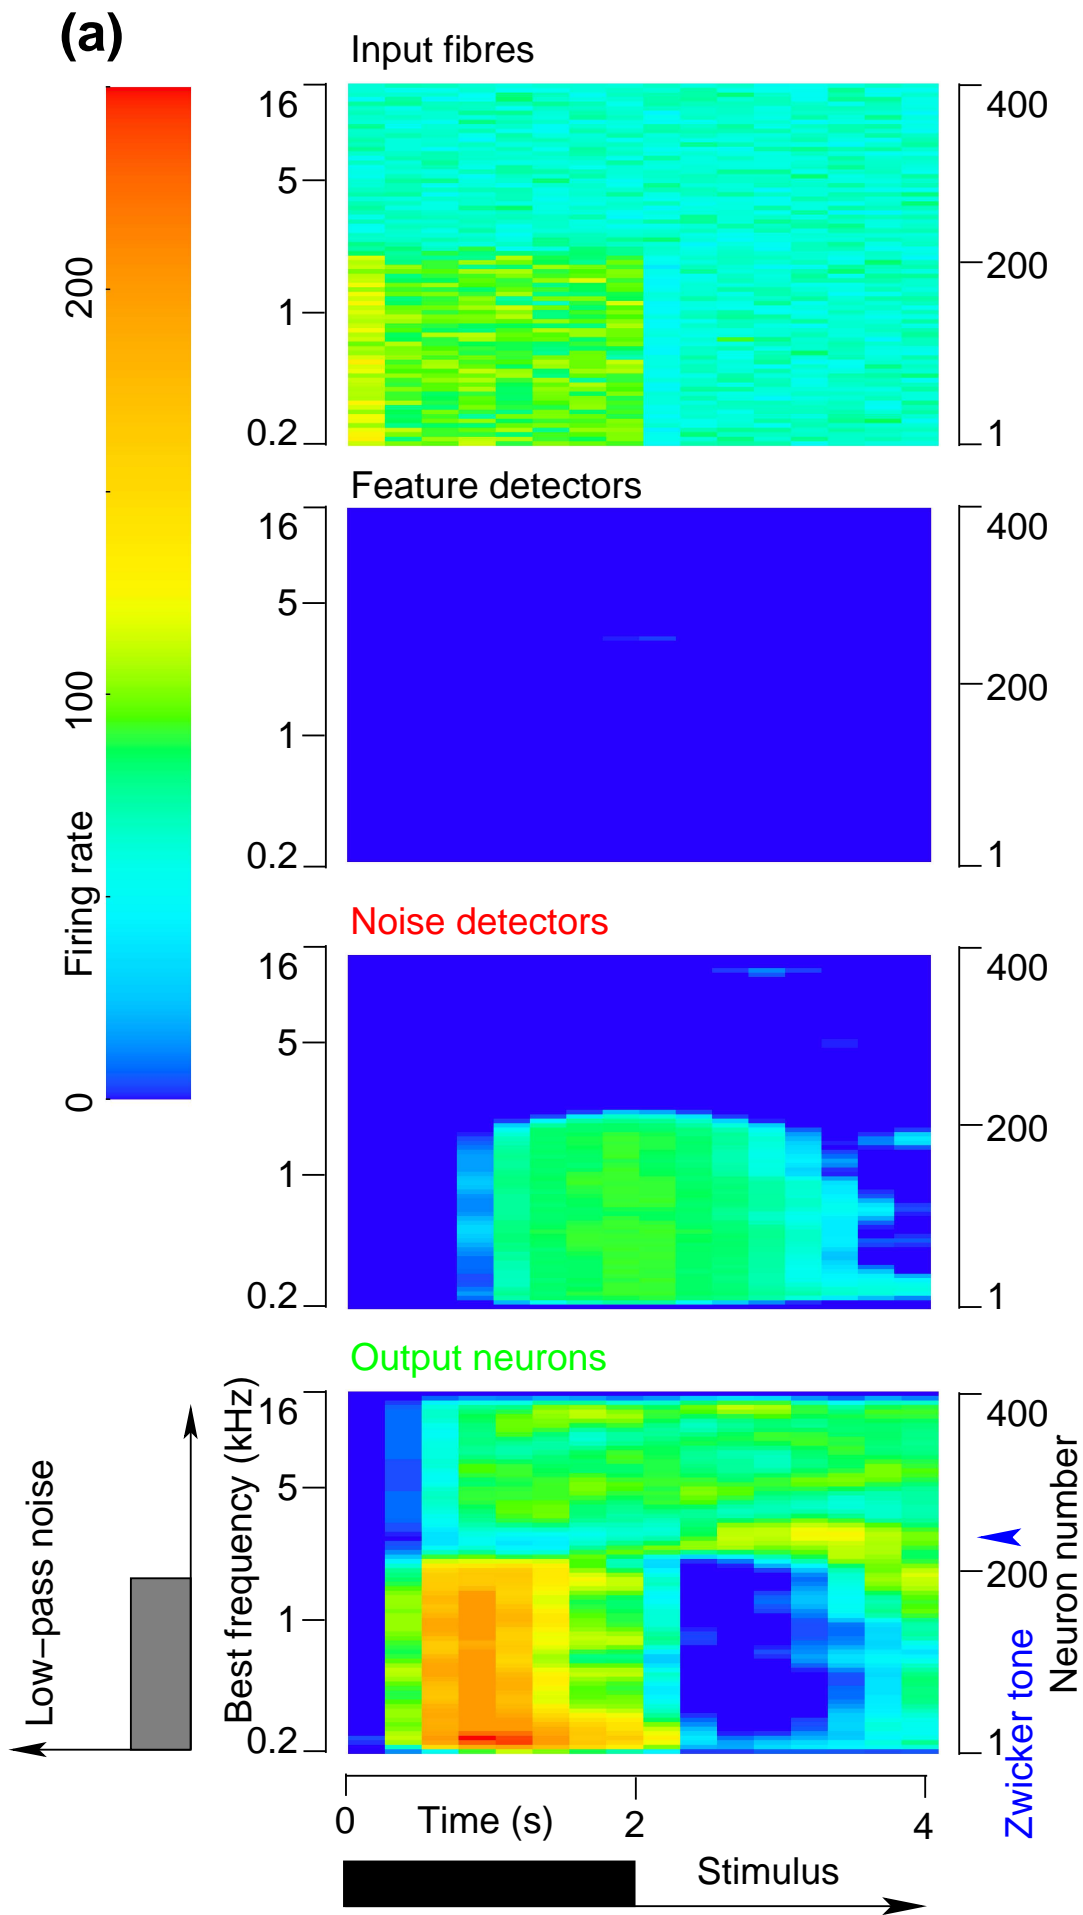 (a)
Input fibres
16
5
1
0.2
400
200
1
200
100
0
Firing rate
Feature detectors
16
5
1
0.2
400
200
1
Noise detectors
16
5
1
0.2
400
200
1
Output neurons
16
5
1
0.2
Best frequency (kHz)
Low−pass noise
400
200
1
Neuron number
Zwicker tone
0
Time (s)
2
4
Stimulus